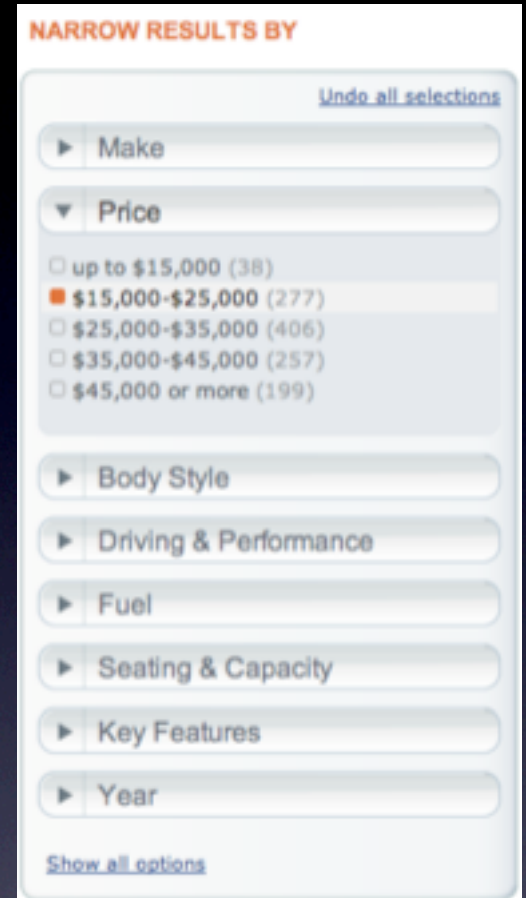 NARROW RESULTS BY
Undo all selections
Make
Price
up to $15,000 (38)
$15,000-$25,000 (277)
$25,000-$35,000 (406)
$35,000-$45,000 (257)
$45,000 or more (199)
Body Style
Driving & Performance
Fuel
Seating & Capacity
Key Features
Year
Show all options